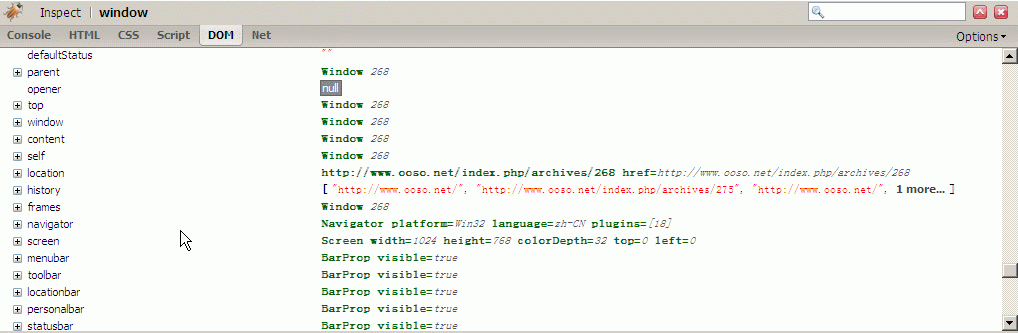 Inspect window
Console HTML CSS Script DOM Net Options
defaultStatus ""
parent Window 268
opener null
top Window 268
window Window 268
content Window 268
self Window 268
location http://www.ooso.net/index.php/archives/268 href=http://www.ooso.net/index.php/archives/268
history [ "http://www.ooso.net/", "http://www.ooso.net/index.php/archives/275", "http://www.ooso.net/", 1 more... ]
frames Window 268
navigator Navigator platform=Win32 language=zh-CN plugins=[18]
screen Screen width=1024 height=768 colorDepth=32 top=0 left=0
menubar BarProp visible=true
toolbar BarProp visible=true
locationbar BarProp visible=true
personalbar BarProp visible=true
statusbar BarProp visible=true